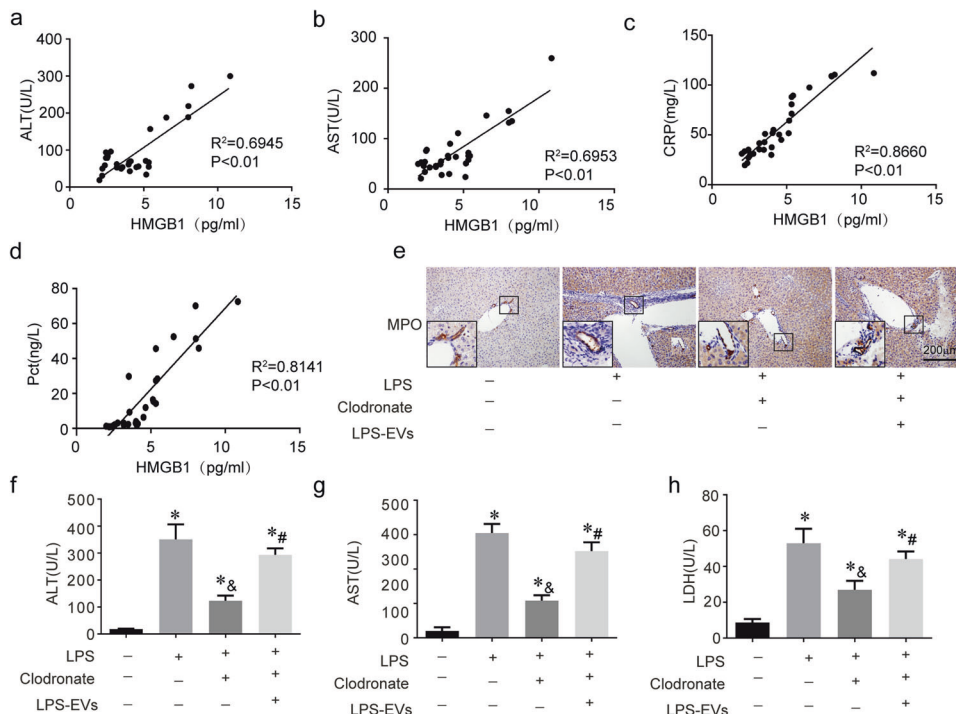 a
400
300
200
100
0
ALT(U/L)
R²=0.6945
P<0.01
0 5 10 15
HMGB1 (pg/ml)
b
300
200
100
0
AST(U/L)
R²=0.6953
P<0.01
0 5 10 15
HMGB1 (pg/ml)
c
150
100
50
0
CRP(mg/L)
R²=0.8660
P<0.01
0 5 10 15
HMGB1 (pg/ml)
d
80
60
40
20
0
Pct(ng/L)
R²=0.8141
P<0.01
0 5 10 15
HMGB1 (pg/ml)
e
MPO
200μm
LPS − + + +
Clodronate − − + +
LPS-EVs − − − +
f
500
400
300
200
100
0
ALT(U/L)
* *& *#
LPS − + + +
Clodronate − − + +
LPS-EVs − − − +
g
500
400
300
200
100
0
AST(U/L)
* *& *#
LPS − + + +
Clodronate − − + +
LPS-EVs − − − +
h
80
60
40
20
0
LDH(U/L)
* *& *#
LPS − + + +
Clodronate − − + +
LPS-EVs − − − +